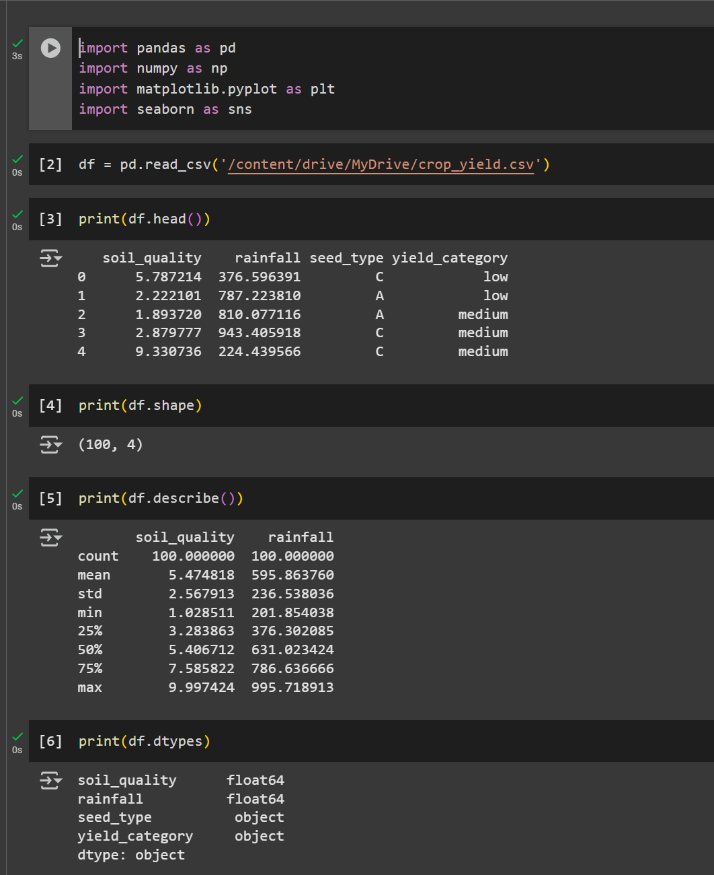 3s
import pandas as pd
import numpy as np
import matplotlib.pyplot as plt
import seaborn as sns
0s
[2] df = pd.read_csv('/content/drive/MyDrive/crop_yield.csv')
0s
[3] print(df.head())
soil_quality rainfall seed_type yield_category
0 5.787214 376.596391 C low
1 2.222101 787.223810 A low
2 1.893720 810.077116 A medium
3 2.879777 943.405918 C medium
4 9.330736 224.439566 C medium
0s
[4] print(df.shape)
(100, 4)
0s
[5] print(df.describe())
soil_quality rainfall
count 100.000000 100.000000
mean 5.474818 595.863760
std 2.567913 236.538036
min 1.028511 201.854038
25% 3.283863 376.302085
50% 5.406712 631.023424
75% 7.585822 786.636666
max 9.997424 995.718913
0s
[6] print(df.dtypes)
soil_quality float64
rainfall float64
seed_type object
yield_category object
dtype: object